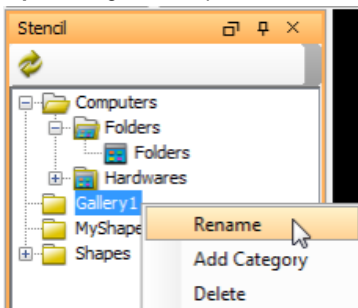 Stencil
Computers
Folders
Folders
Hardwares
Gallery1
MyShape
Shapes
Rename
Add Category
Delete